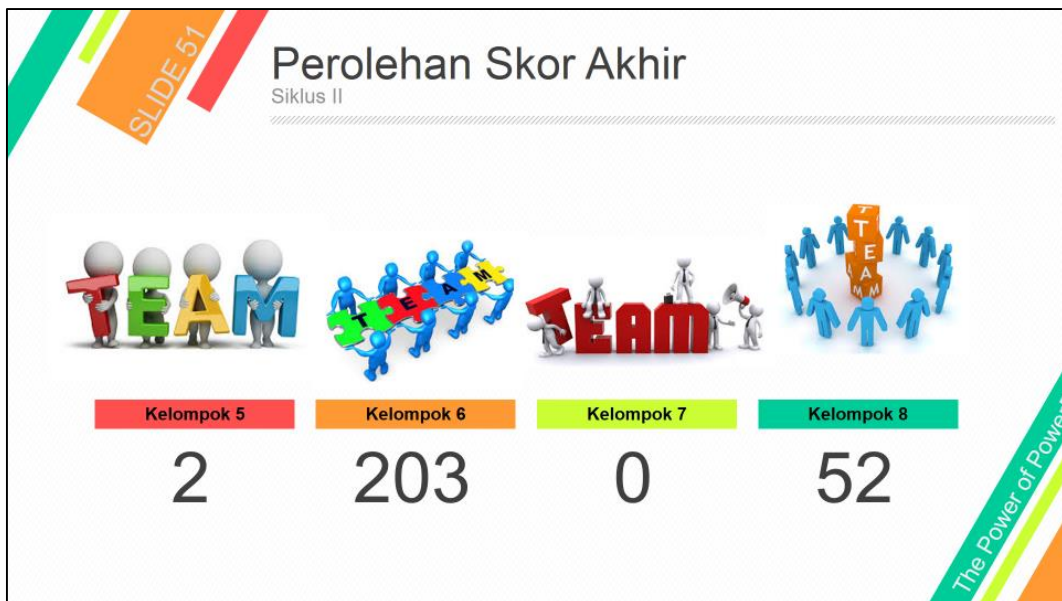 SLIDE 51
Perolehan Skor Akhir
Siklus II
TEAM
TEAM
TEAM
TEAM
Kelompok 5
Kelompok 6
Kelompok 7
Kelompok 8
2
203
0
52
The Power of Power